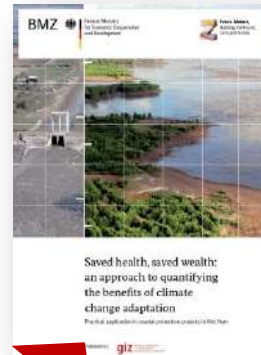 BMZ
Federal Ministry
for Economic Cooperation
and Development
Saved health, saved wealth:
an approach to quantifying
the benefits of climate
change adaptation
Practical application in coastal protection projects in Viet Nam
giz